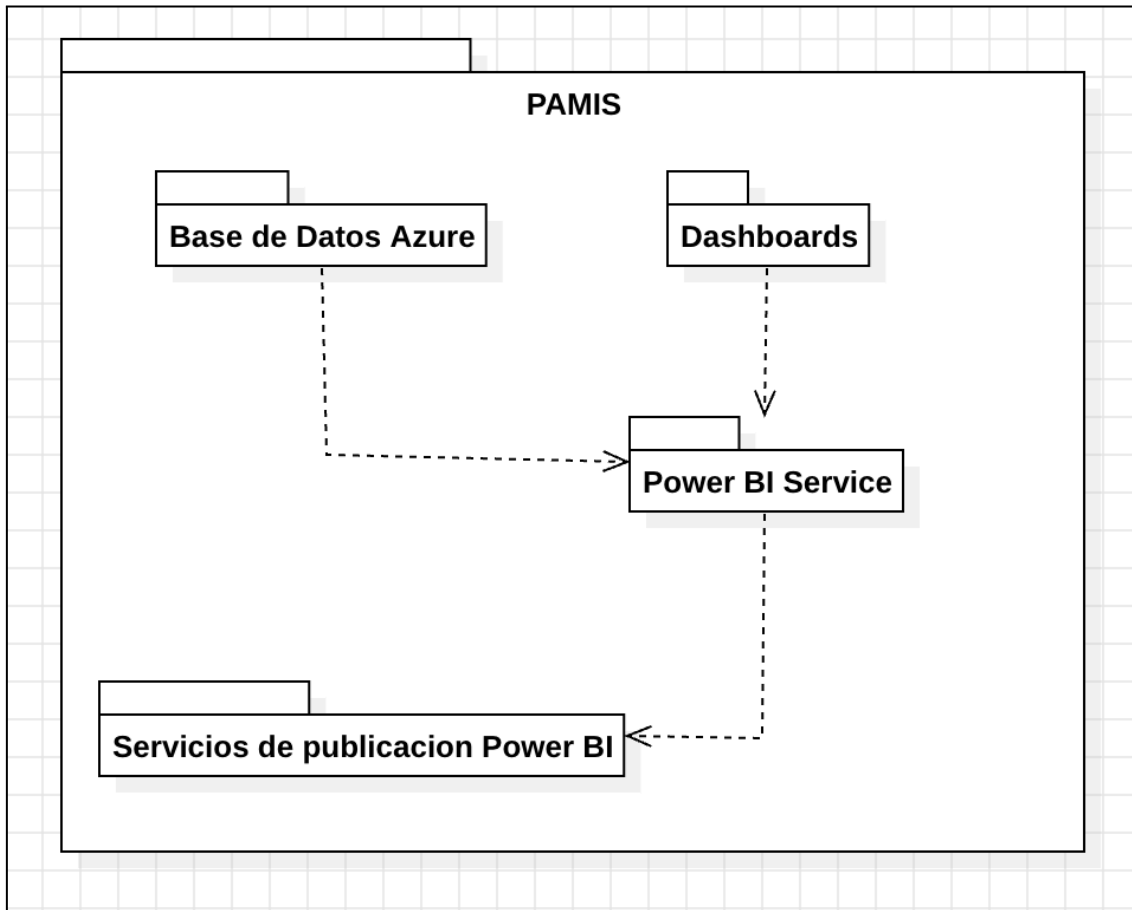 PAMIS
Base de Datos Azure
Dashboards
Power BI Service
Servicios de publicacion Power BI